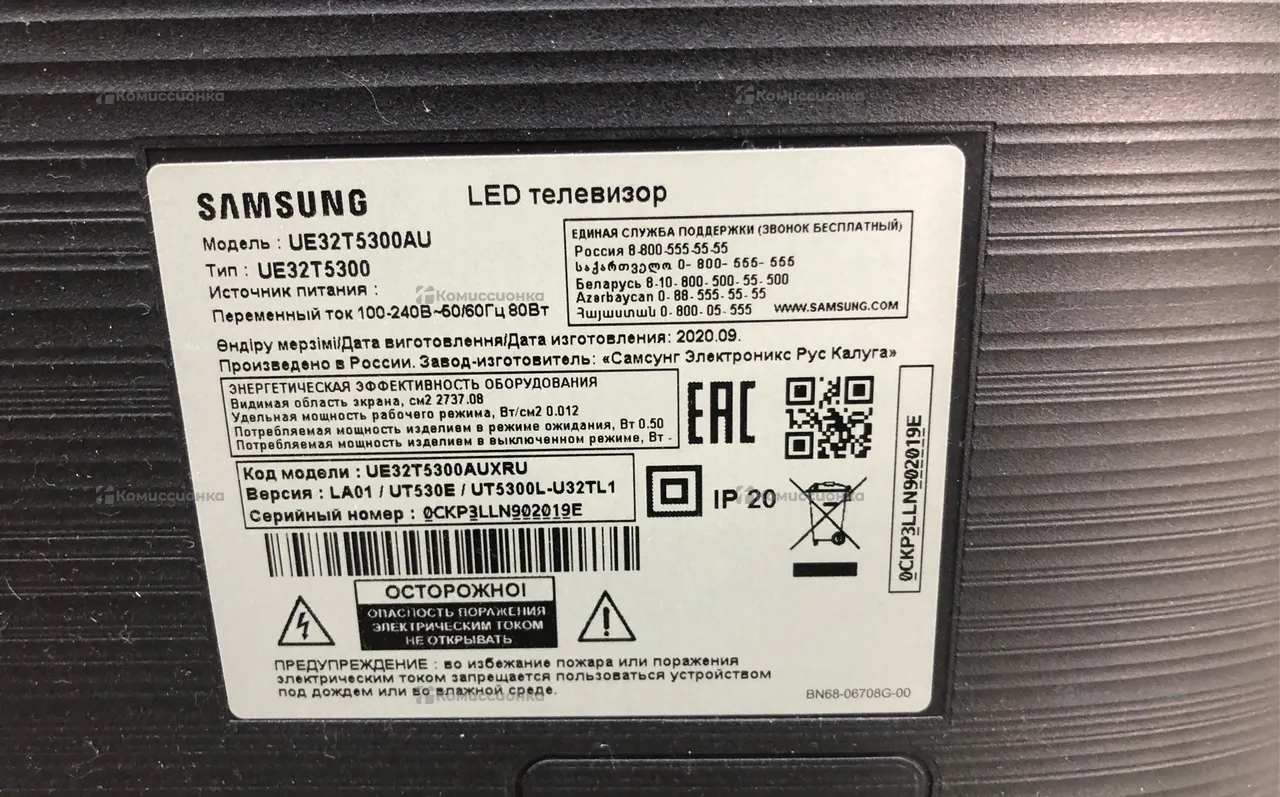 Комиссионка
Комиссионка
SAMSUNG
LED телевизор
Модель : UE32T5300AU
Тип : UE32T5300
Источник питания :
Переменный ток 100-240В~50/60Гц 80Вт
ЕДИНАЯ СЛУЖБА ПОДДЕРЖКИ (ЗВОНОК БЕСПЛАТНЫЙ)
Россия 8-800-555-55-55
საქართველო 0- 800- 555- 555
Беларусь 8-10- 800- 500- 55- 500
Azərbaycan 0- 88- 555- 55- 55
Հայաստան 0- 800- 05- 555 WWW.SAMSUNG.COM
Комиссионка
Өндіру мерзімі/Дата виготовлення/Дата изготовления: 2020.09.
Произведено в России. Завод-изготовитель: «Самсунг Электроникс Рус Калуга»
ЭНЕРГЕТИЧЕСКАЯ ЭФФЕКТИВНОСТЬ ОБОРУДОВАНИЯ
Видимая область экрана, см2 2737.08
Удельная мощность рабочего режима, Вт/см2 0.012
Потребляемая мощность изделием в режиме ожидания, Вт 0.50
Потребляемая мощность изделием в выключенном режиме, Вт -
EAC
Код модели : UE32T5300AUXRU
Версия : LA01 / UT530E / UT5300L-U32TL1
Серийный номер : 0CKP3LLN902019E
IP 20
0CKP3LLN902019E
Комиссионка
Комиссионка
ОСТОРОЖНО!
ОПАСНОСТЬ ПОРАЖЕНИЯ
ЭЛЕКТРИЧЕСКИМ ТОКОМ
НЕ ОТКРЫВАТЬ
ПРЕДУПРЕЖДЕНИЕ : во избежание пожара или поражения
электрическим током запрещается пользоваться устройством
под дождем или во влажной среде.
Комиссионка
BN68-06708G-00